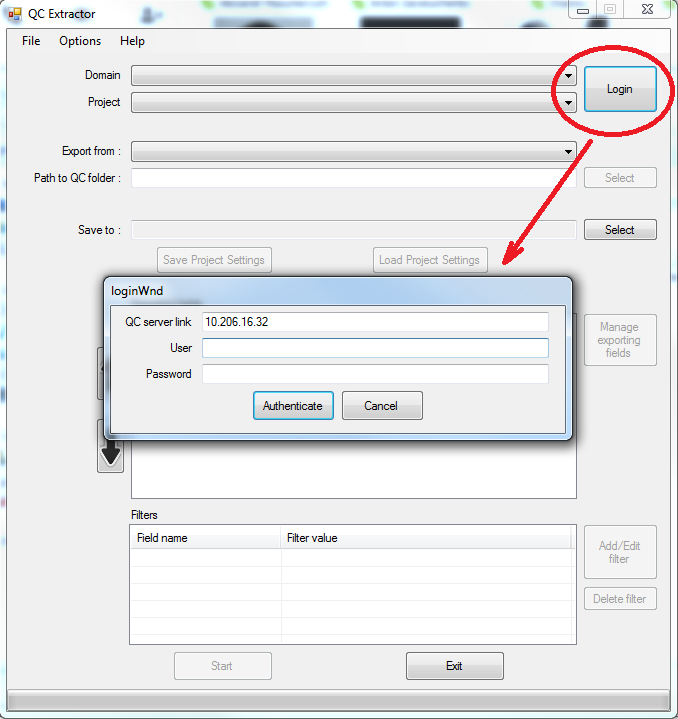 QC Extractor
File Options Help
Domain
Login
Project
Export from :
Path to QC folder :
Select
Save to :
Select
Save Project Settings
Load Project Settings
loginWnd
QC server link
10.206.16.32
User
Password
Authenticate
Cancel
Manage
exporting
fields
Filters
Field name
Filter value
Add/Edit
filter
Delete filter
Start
Exit